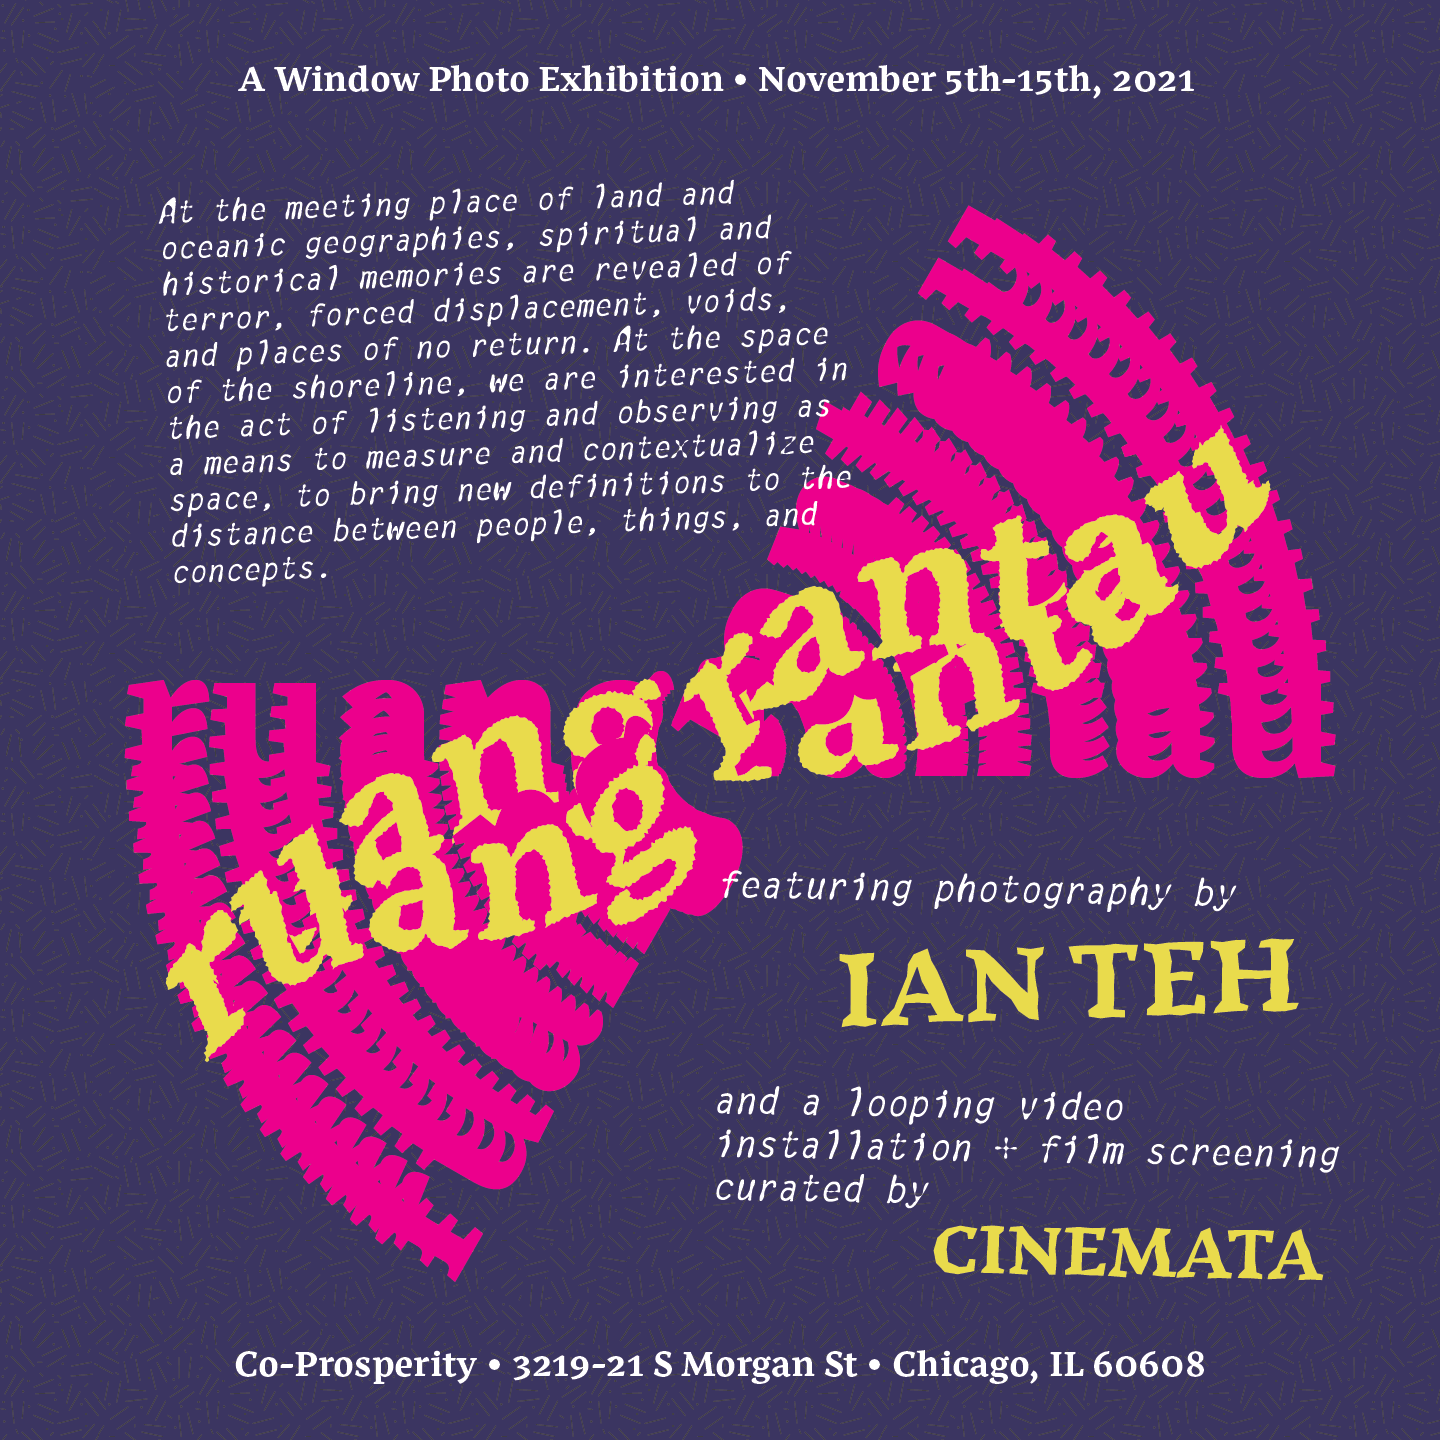 A Window Photo Exhibition • November 5th-15th, 2021
At the meeting place of land and
oceanic geographies, spiritual and
historical memories are revealed of
terror, forced displacement, voids,
and places of no return. At the space
of the shoreline, we are interested in
the act of listening and observing as
a means to measure and contextualize
space, to bring new definitions to the
distance between people, things, and
concepts.
ruang rantau
ruang rantau
featuring photography by
IAN TEH
and a looping video
installation + film screening
curated by
CINEMATA
Co-Prosperity • 3219-21 S Morgan St • Chicago, IL 60608